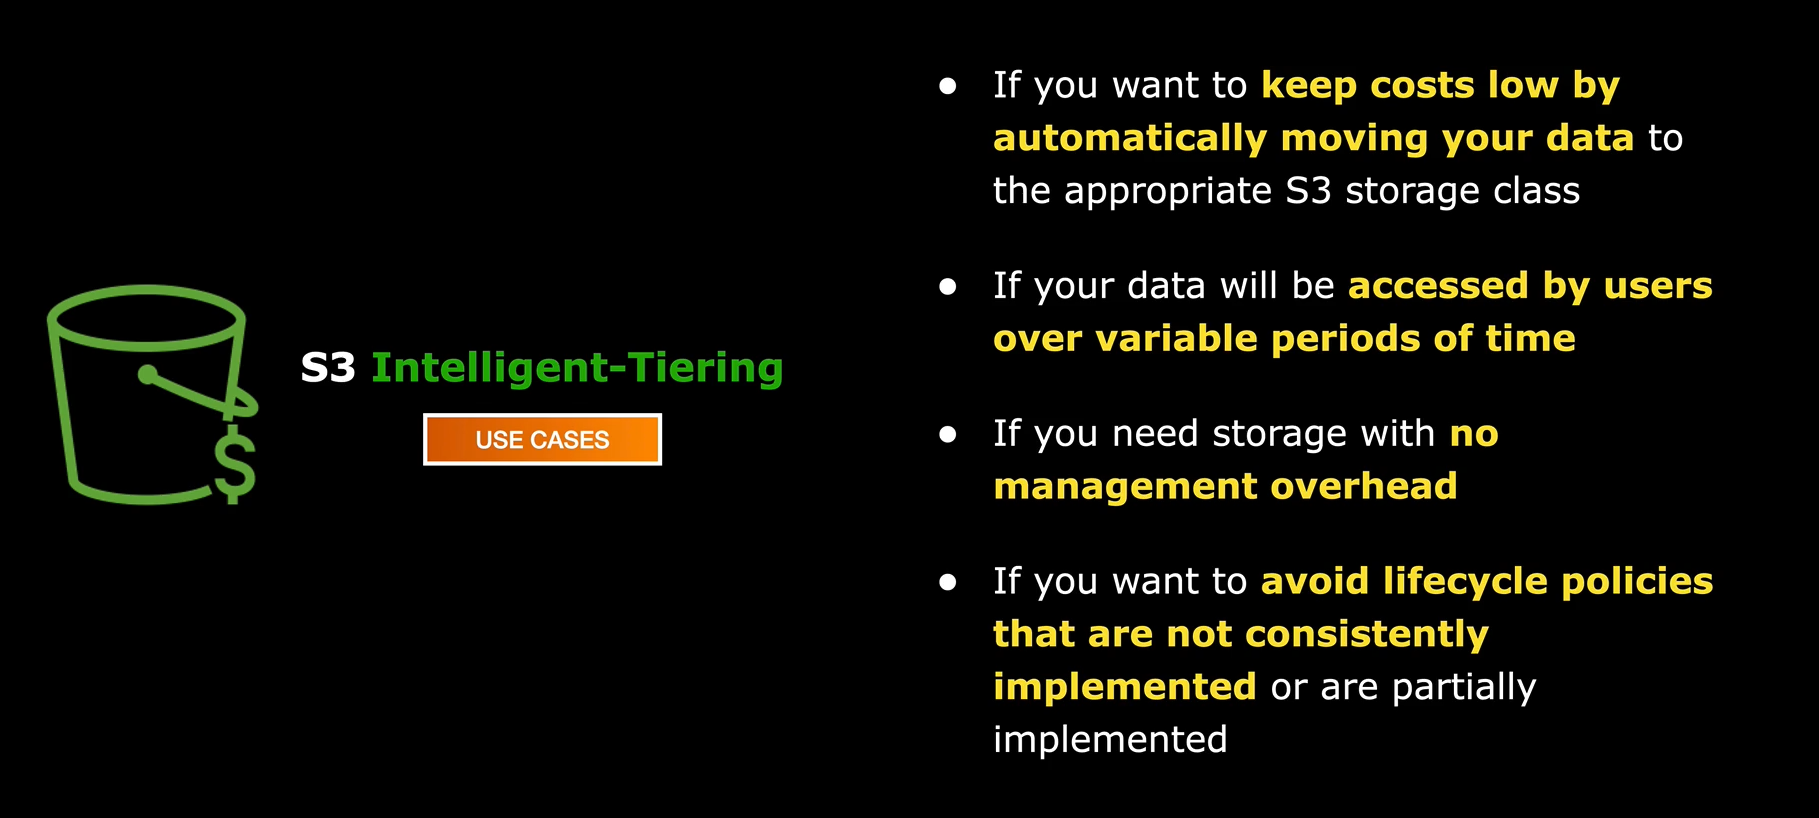 S3 Intelligent-Tiering
USE CASES
● If you want to keep costs low by
automatically moving your data to
the appropriate S3 storage class
● If your data will be accessed by users
over variable periods of time
● If you need storage with no
management overhead
● If you want to avoid lifecycle policies
that are not consistently
implemented or are partially
implemented